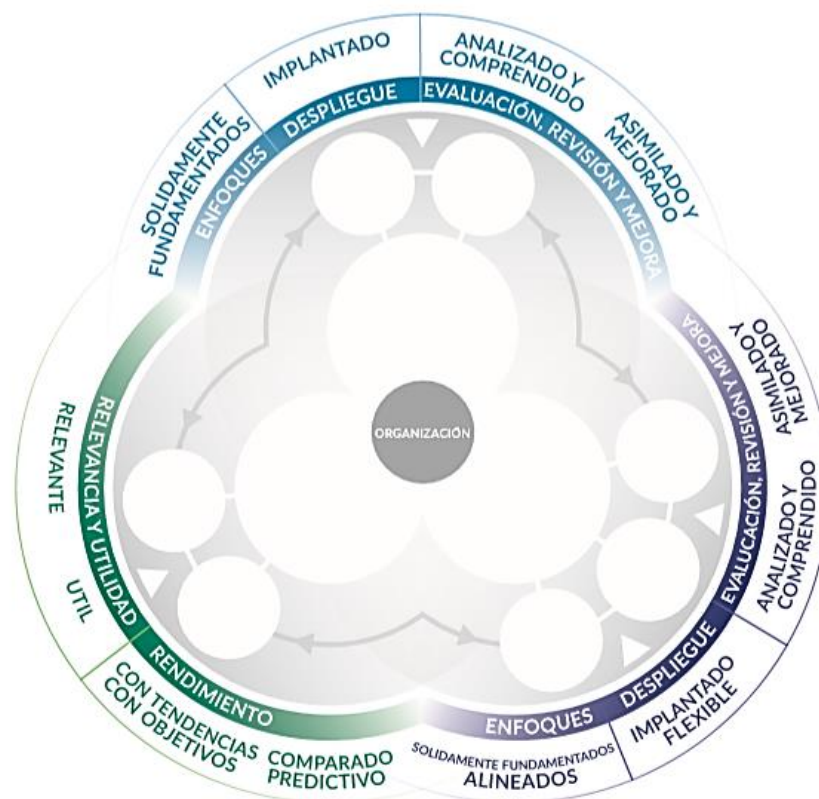 SOLIDAMENTE
FUNDAMENTADOS
IMPLANTADO
ANALIZADO Y
COMPRENDIDO
ASIMILADO Y
MEJORADO
ENFOQUES
DESPLIEGUE
EVALUACIÓN, REVISIÓN Y MEJORA
ORGANIZACIÓN
EVALUCACIÓN, REVISIÓN Y MEJORA
DESPLIEGUE
ENFOQUES
ASIMILADO Y
MEJORADO
ANALIZADO Y
COMPRENDIDO
IMPLANTADO
FLEXIBLE
SOLIDAMENTE FUNDAMENTADOS
ALINEADOS
RELEVANCIA Y UTILIDAD
RENDIMIENTO
RELEVANTE
UTIL
CON TENDENCIAS
CON OBJETIVOS
COMPARADO
PREDICTIVO